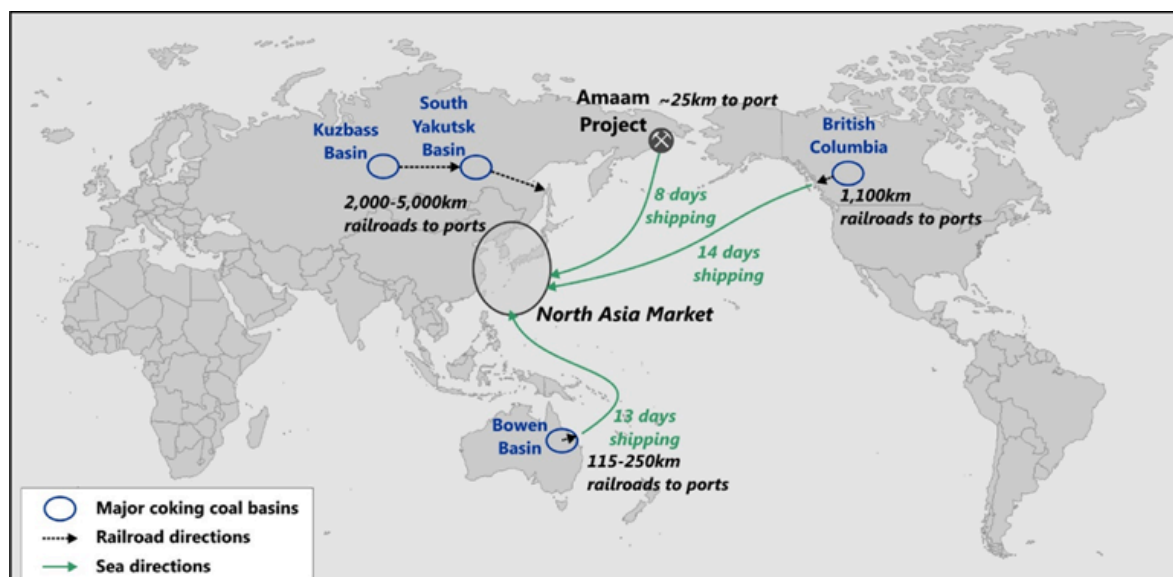 Kuzbass
Basin
South
Yakutsk
Basin
2,000-5,000km
railroads to ports
Amaam
Project
~25km to port
British
Columbia
1,100km
railroads to ports
8 days
shipping
14 days
shipping
North Asia Market
Bowen
Basin
13 days
shipping
115-250km
railroads to ports
Major coking coal basins
Railroad directions
Sea directions